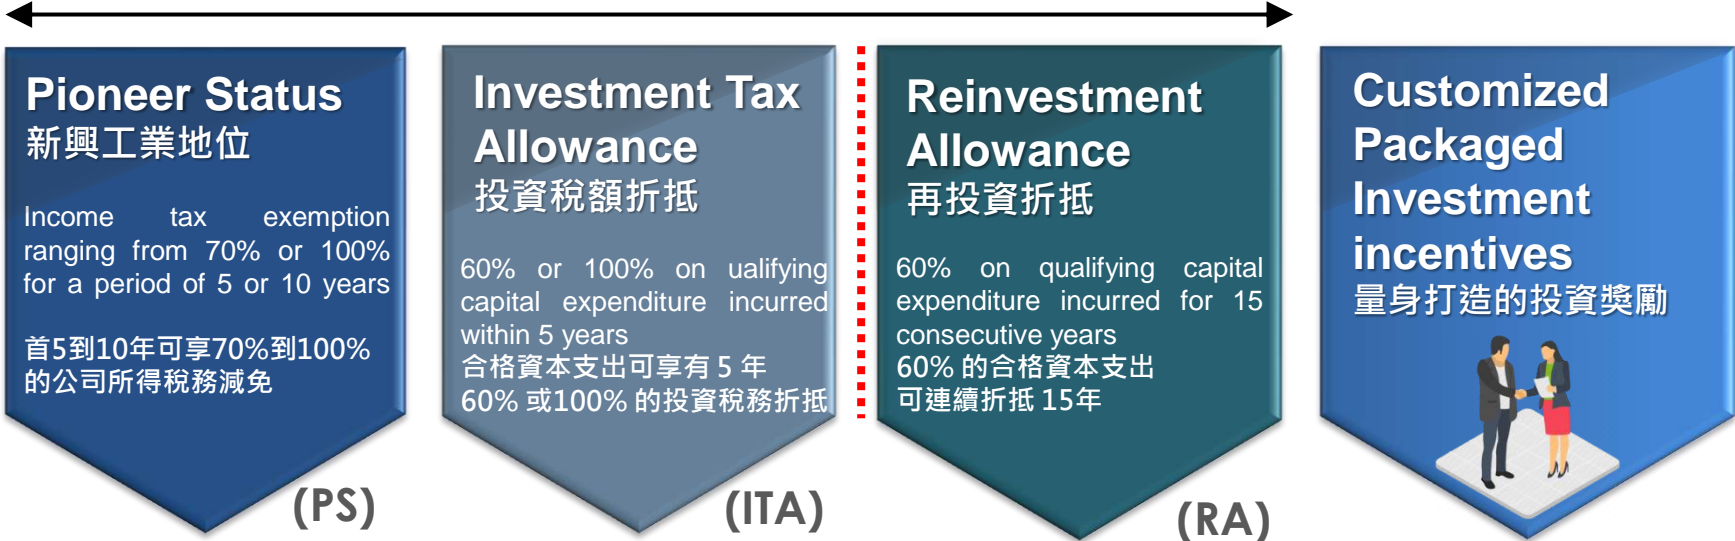 Pioneer Status
新興工業地位
Income tax exemption
ranging from 70% or 100%
for a period of 5 or 10 years
首5到10年可享70%到100%
的公司所得稅務減免
(PS)
Investment Tax
Allowance
投資稅額折抵
60% or 100% on ualifying
capital expenditure incurred
within 5 years
合格資本支出可享有 5 年
60% 或100% 的投資稅務折抵
(ITA)
Reinvestment
Allowance
再投資折抵
60% on qualifying capital
expenditure incurred for 15
consecutive years
60% 的合格資本支出
可連續折抵 15年
(RA)
Customized
Packaged
Investment
incentives
量身打造的投資獎勵